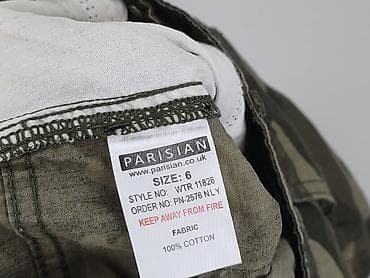 PARISIAN
www.parisian.co.uk
SIZE: 6
STYLE NO: WTR 11826
ORDER NO: PN-2576 NLY
KEEP AWAY FROM FIRE
FABRIC
100% COTTON